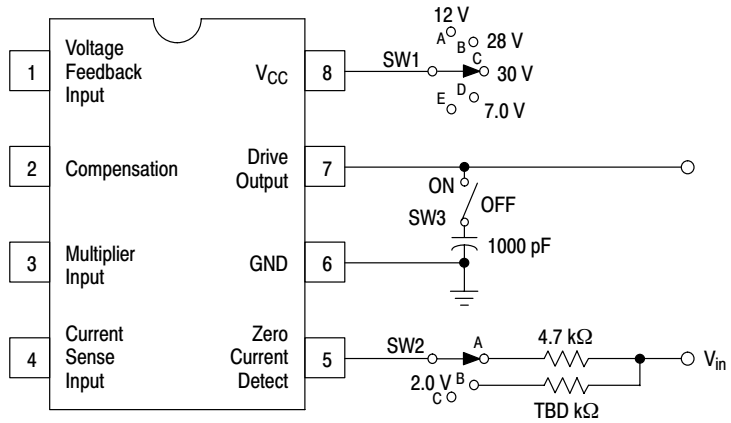 12 V
A
B
28 V
C
30 V
D
E
7.0 V
SW1
1
Voltage
Feedback
Input
VCC
8
2
Compensation
Drive
Output
7
ON
OFF
SW3
1000 pF
3
Multiplier
Input
GND
6
4
Current
Sense
Input
Zero
Current
Detect
5
SW2
A
4.7 kΩ
Vin
2.0 V
B
C
TBD kΩ